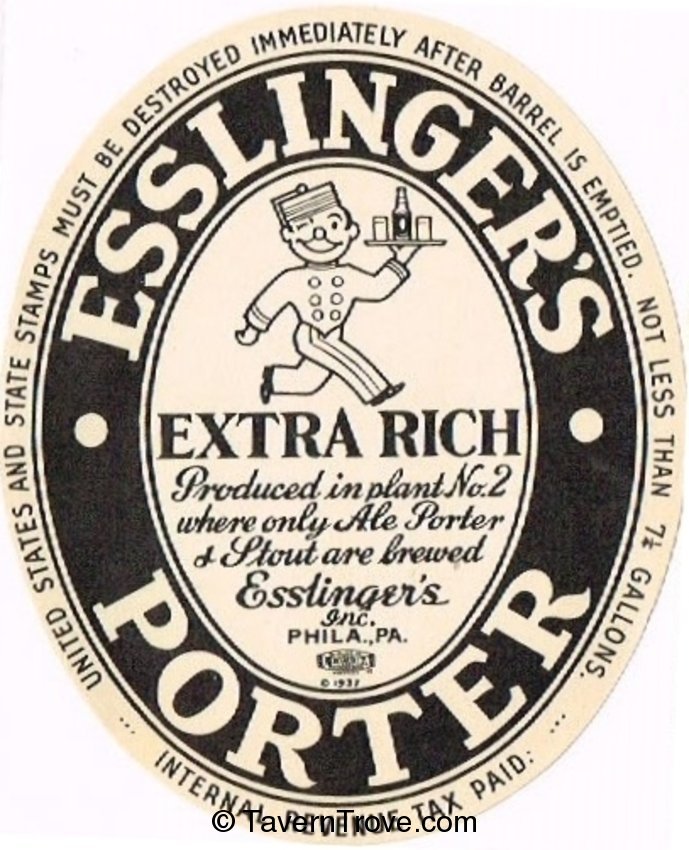 UNITED STATES AND STATE STAMPS MUST BE DESTROYED IMMEDIATELY AFTER BARREL IS EMPTIED. NOT LESS THAN 7¾ GALLONS.
ESSLINGER'S
EXTRA RICH
Produced in plant No. 2
where only Ale Porter
& Stout are brewed
Esslinger's
Inc.
PHILA., PA.
© 1937
PORTER
... INTERNAL REVENUE TAX PAID: ...
© TavernTrove.com